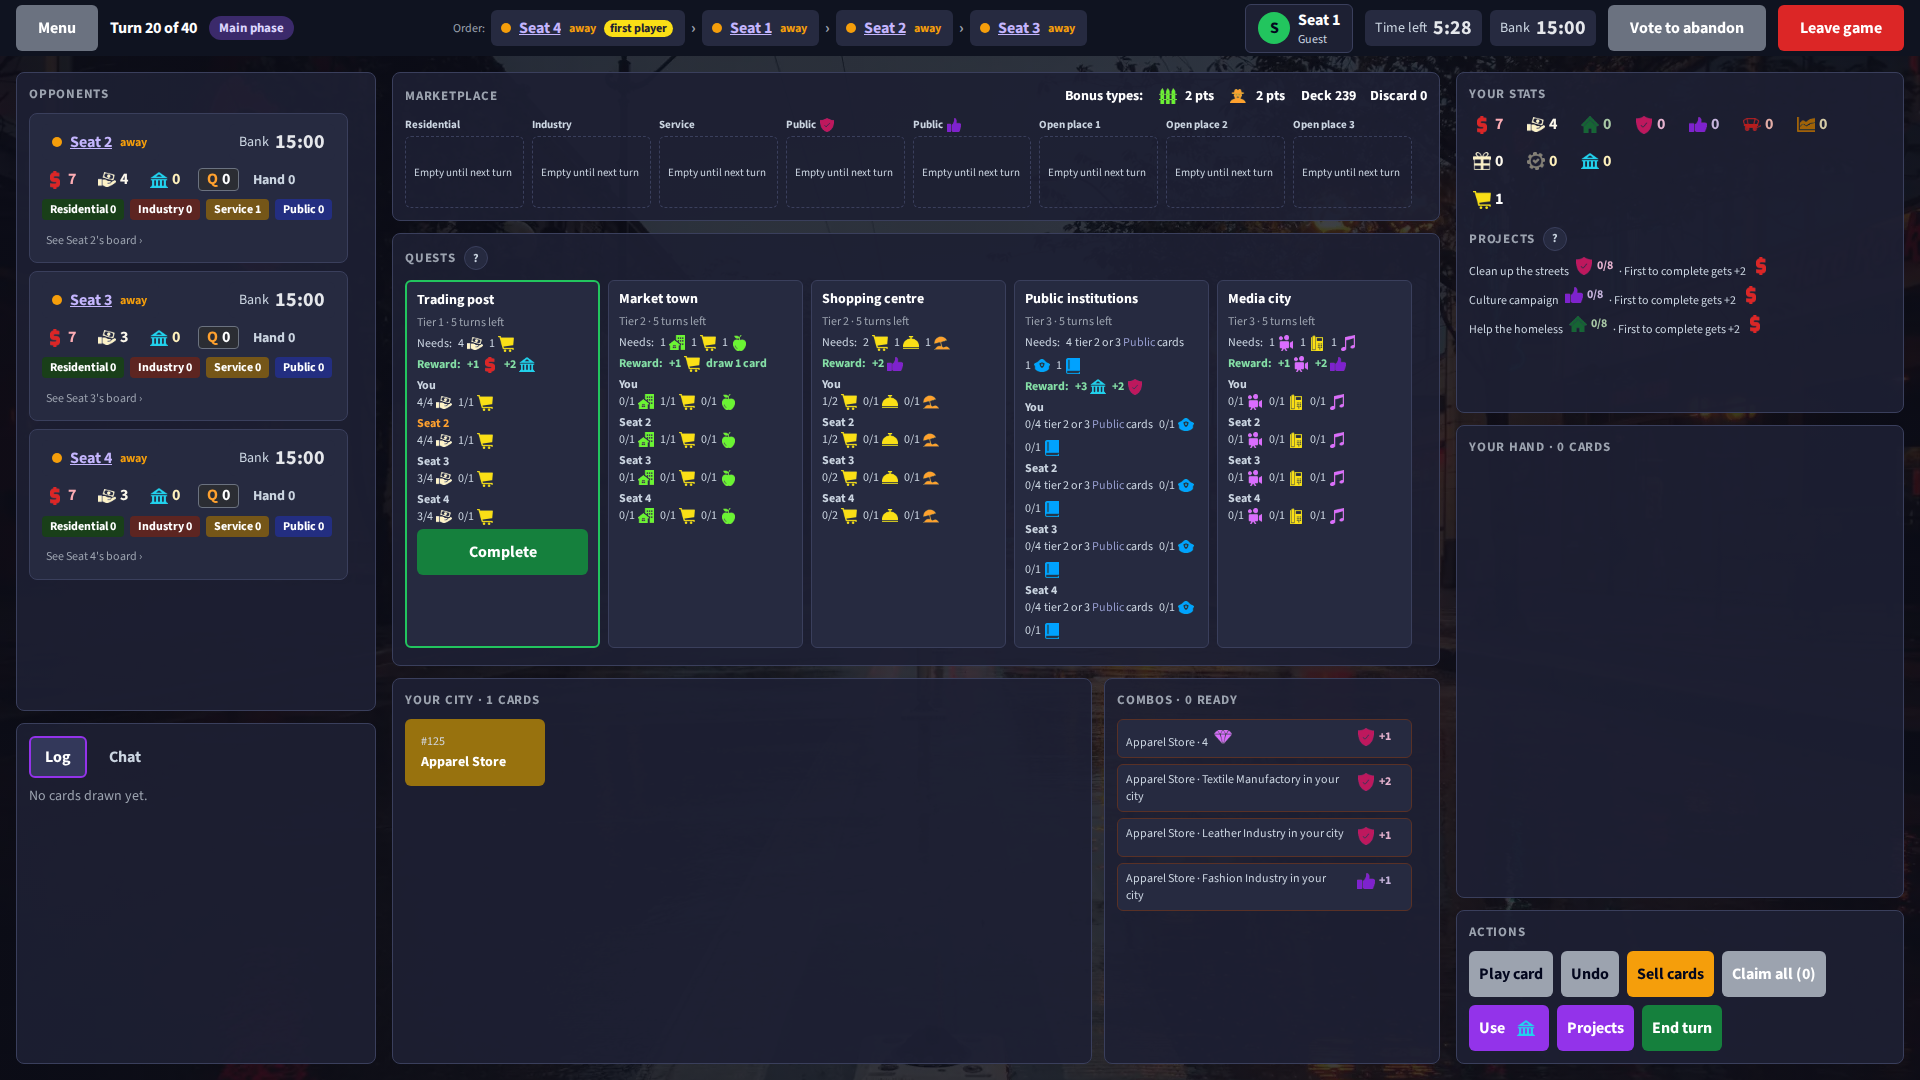 Menu
Turn 20 of 40
Main phase
Order:
Seat 4 away first player
›
Seat 1 away
›
Seat 2 away
›
Seat 3 away
S
Seat 1
Guest
Time left 5:28
Bank 15:00
Vote to abandon
Leave game
OPPONENTS
Seat 2 away
Bank 15:00
7 4 0 Q 0 Hand 0
Residential 0 Industry 0 Service 1 Public 0
See Seat 2's board ›
Seat 3 away
Bank 15:00
7 3 0 Q 0 Hand 0
Residential 0 Industry 0 Service 0 Public 0
See Seat 3's board ›
Seat 4 away
Bank 15:00
7 3 0 Q 0 Hand 0
Residential 0 Industry 0 Service 0 Public 0
See Seat 4's board ›
Log
Chat
No cards drawn yet.
MARKETPLACE
Bonus types: 2 pts 2 pts Deck 239 Discard 0
Residential
Empty until next turn
Industry
Empty until next turn
Service
Empty until next turn
Public
Empty until next turn
Public
Empty until next turn
Open place 1
Empty until next turn
Open place 2
Empty until next turn
Open place 3
Empty until next turn
QUESTS ?
Trading post
Tier 1 · 5 turns left
Needs: 4 1
Reward: +1 +2
You
4/4 1/1
Seat 2
4/4 1/1
Seat 3
3/4 0/1
Seat 4
3/4 0/1
Complete
Market town
Tier 2 · 5 turns left
Needs: 1 1 1
Reward: +1 draw 1 card
You
0/1 1/1 0/1
Seat 2
0/1 1/1 0/1
Seat 3
0/1 0/1 0/1
Seat 4
0/1 0/1 0/1
Shopping centre
Tier 2 · 5 turns left
Needs: 2 1 1
Reward: +2
You
1/2 0/1 0/1
Seat 2
1/2 0/1 0/1
Seat 3
0/2 0/1 0/1
Seat 4
0/2 0/1 0/1
Public institutions
Tier 3 · 5 turns left
Needs: 4 tier 2 or 3 Public cards
1 1
Reward: +3 +2
You
0/4 tier 2 or 3 Public cards 0/1
0/1
Seat 2
0/4 tier 2 or 3 Public cards 0/1
0/1
Seat 3
0/4 tier 2 or 3 Public cards 0/1
0/1
Seat 4
0/4 tier 2 or 3 Public cards 0/1
0/1
Media city
Tier 3 · 5 turns left
Needs: 1 1 1
Reward: +1 +2
You
0/1 0/1 0/1
Seat 2
0/1 0/1 0/1
Seat 3
0/1 0/1 0/1
Seat 4
0/1 0/1 0/1
YOUR CITY · 1 CARDS
#125
Apparel Store
COMBOS · 0 READY
Apparel Store · 4 +1
Apparel Store · Textile Manufactory in your
city
+2
Apparel Store · Leather Industry in your city +1
Apparel Store · Fashion Industry in your
city
+1
YOUR STATS
7 4 0 0 0 0 0
0 0 0
1
PROJECTS ?
Clean up the streets 0/8 · First to complete gets +2
Culture campaign 0/8 · First to complete gets +2
Help the homeless 0/8 · First to complete gets +2
YOUR HAND · 0 CARDS
ACTIONS
Play card
Undo
Sell cards
Claim all (0)
Use
Projects
End turn